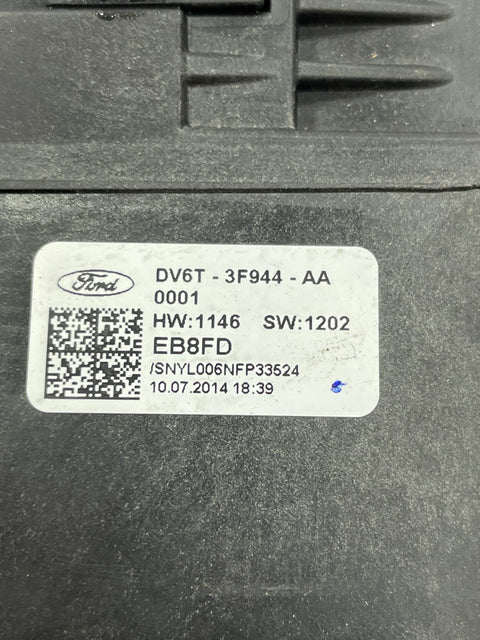 Ford
DV6T - 3F944 - AA
0001
HW:1146 SW:1202
EB8FD
/SNYL006NFP33524
10.07.2014 18:39